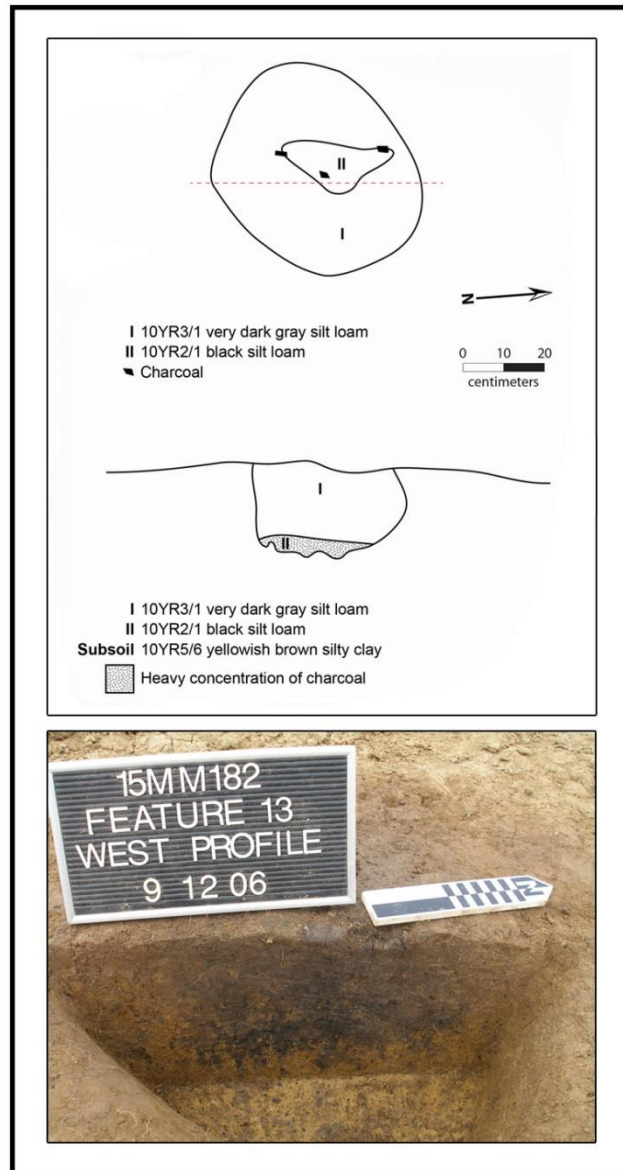 II
I
N
I 10YR3/1 very dark gray silt loam
II 10YR2/1 black silt loam
Charcoal
0 10 20
centimeters
I
II
I 10YR3/1 very dark gray silt loam
II 10YR2/1 black silt loam
Subsoil 10YR5/6 yellowish brown silty clay
Heavy concentration of charcoal
15MM182
FEATURE 13
WEST PROFILE
9 12 06
N